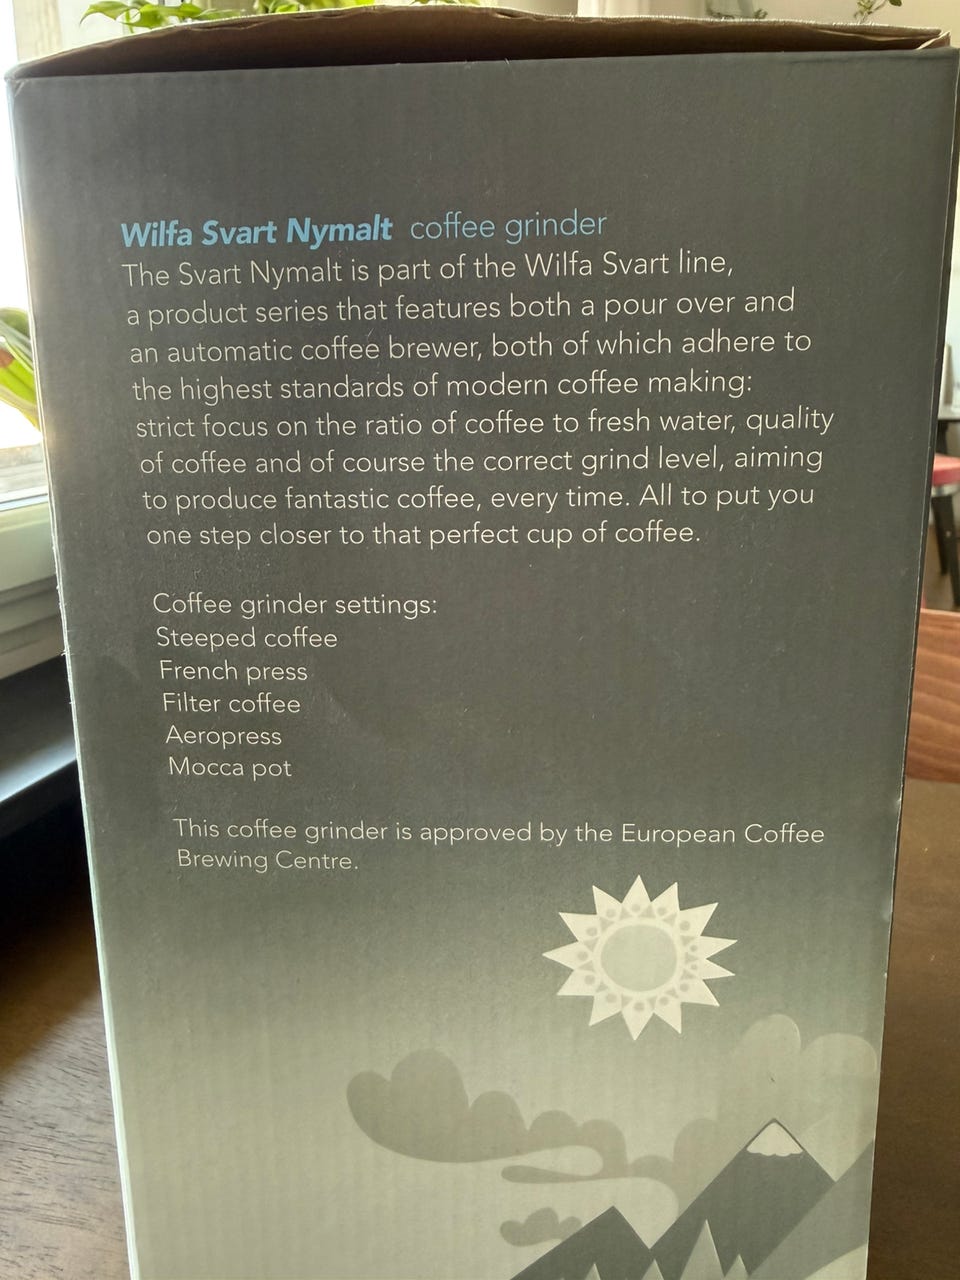 Wilfa Svart Nymalt coffee grinder
The Svart Nymalt is part of the Wilfa Svart line,
a product series that features both a pour over and
an automatic coffee brewer, both of which adhere to
the highest standards of modern coffee making:
strict focus on the ratio of coffee to fresh water, quality
of coffee and of course the correct grind level, aiming
to produce fantastic coffee, every time. All to put you
one step closer to that perfect cup of coffee.
Coffee grinder settings:
Steeped coffee
French press
Filter coffee
Aeropress
Mocca pot
This coffee grinder is approved by the European Coffee
Brewing Centre.